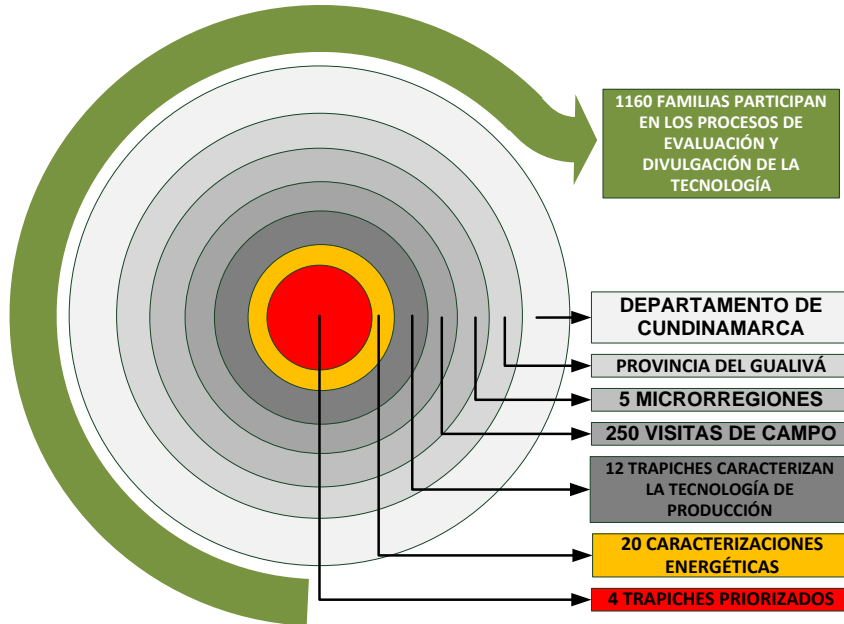 1160 FAMILIAS PARTICIPAN
EN LOS PROCESOS DE
EVALUACIÓN Y
DIVULGACIÓN DE LA
TECNOLOGÍA
DEPARTAMENTO DE
CUNDINAMARCA
PROVINCIA DEL GUALIVÁ
5 MICRORREGIONES
250 VISITAS DE CAMPO
12 TRAPICHES CARACTERIZAN
LA TECNOLOGÍA DE
PRODUCCIÓN
20 CARACTERIZACIONES
ENERGÉTICAS
4 TRAPICHES PRIORIZADOS